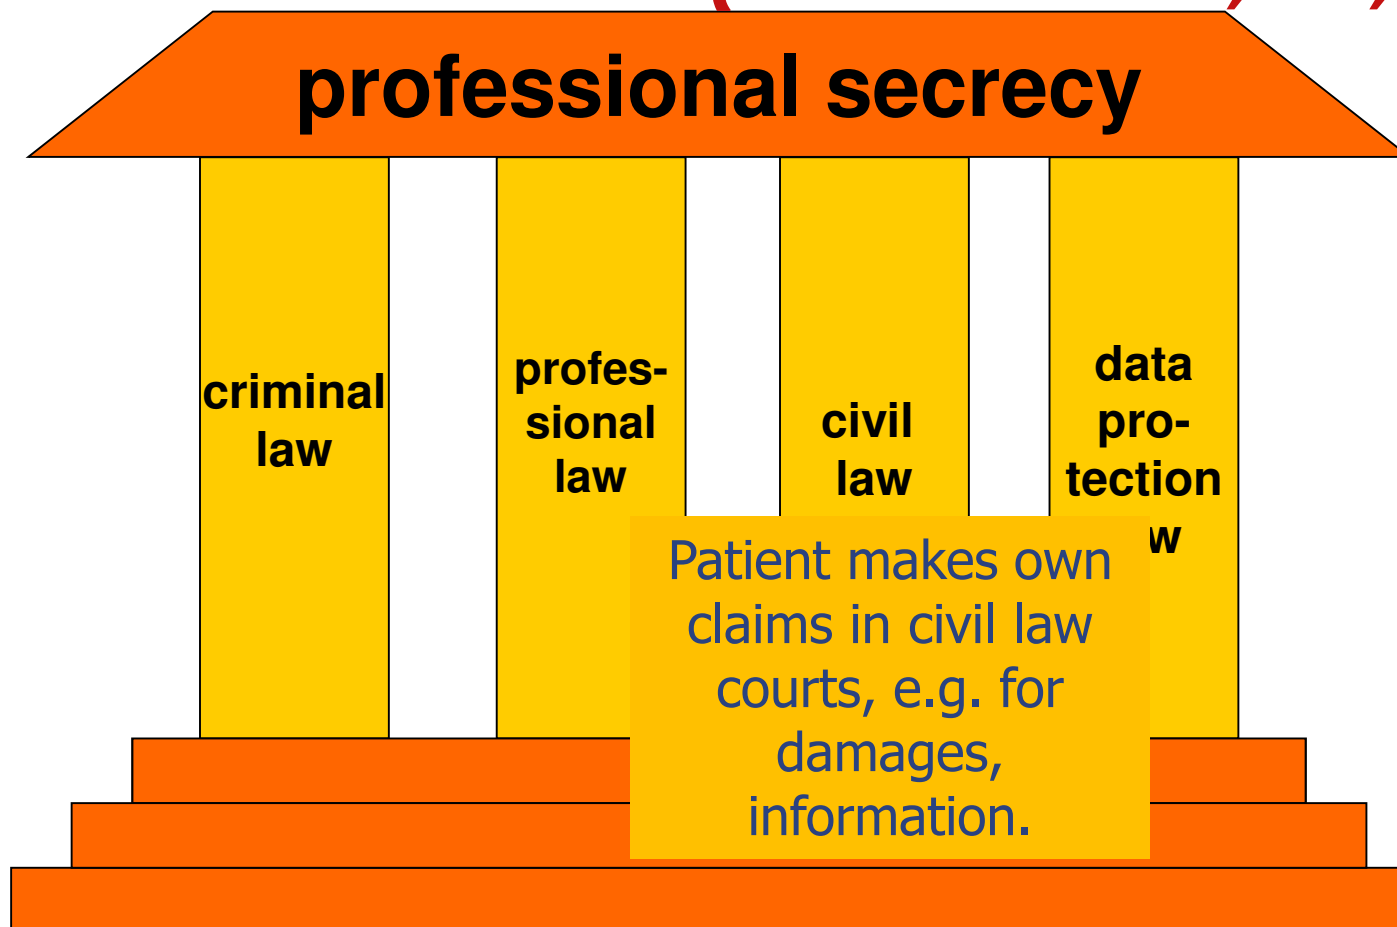 professional secrecy
criminal
law
profes-
sional
law
civil
law
data
pro-
tection
Patient makes own
claims in civil law
courts, e.g. for
damages,
information.